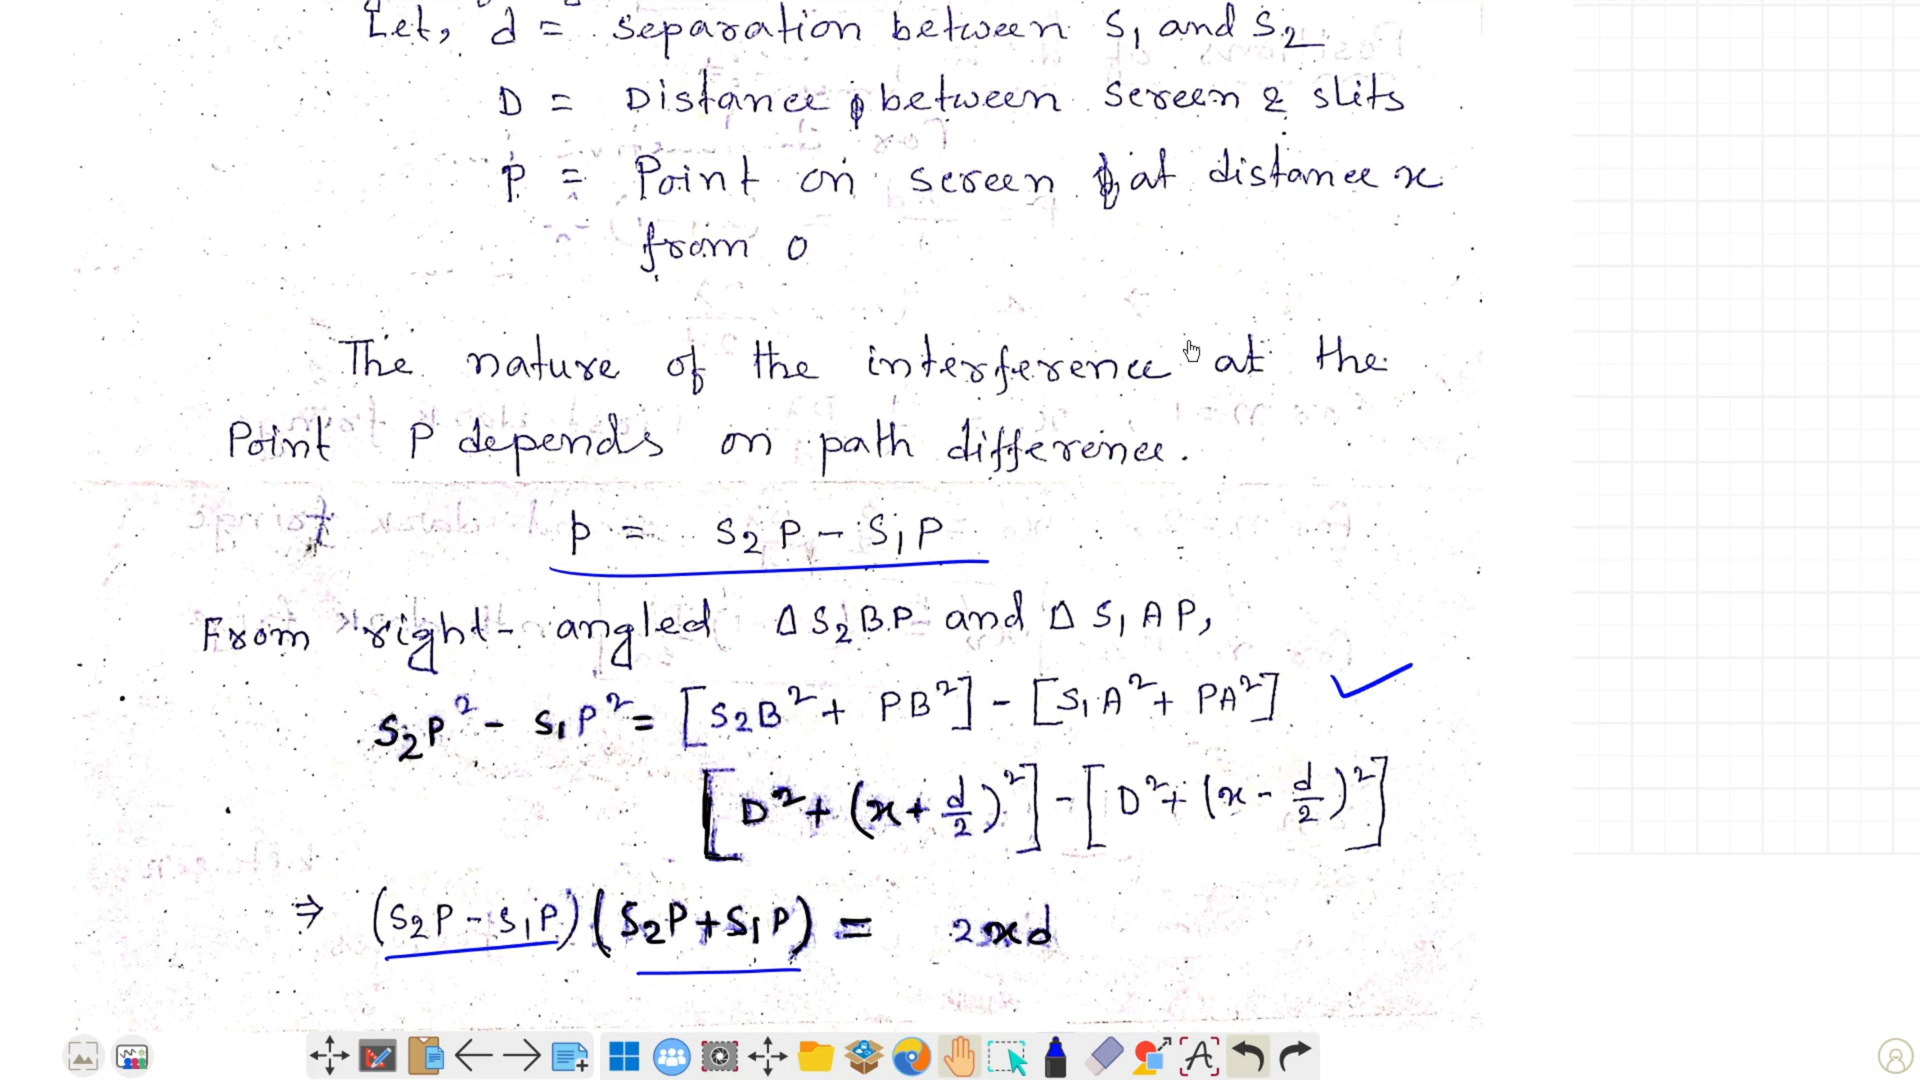 Let, d = separation between S₁ and S₂
D = Distance between screen & slits
P = Point on screen at distance x
from O
The nature of the interference at the
Point P depends on path difference.
p = S₂P - S₁P
From right-angled Δ S₂BP and Δ S₁AP,
S₂P² - S₁P² = [S₂B² + PB²] - [S₁A² + PA²]
[D² + (x + d/2)²] - [D² + (x - d/2)²]
⇒ (S₂P - S₁P)(S₂P + S₁P) = 2xd